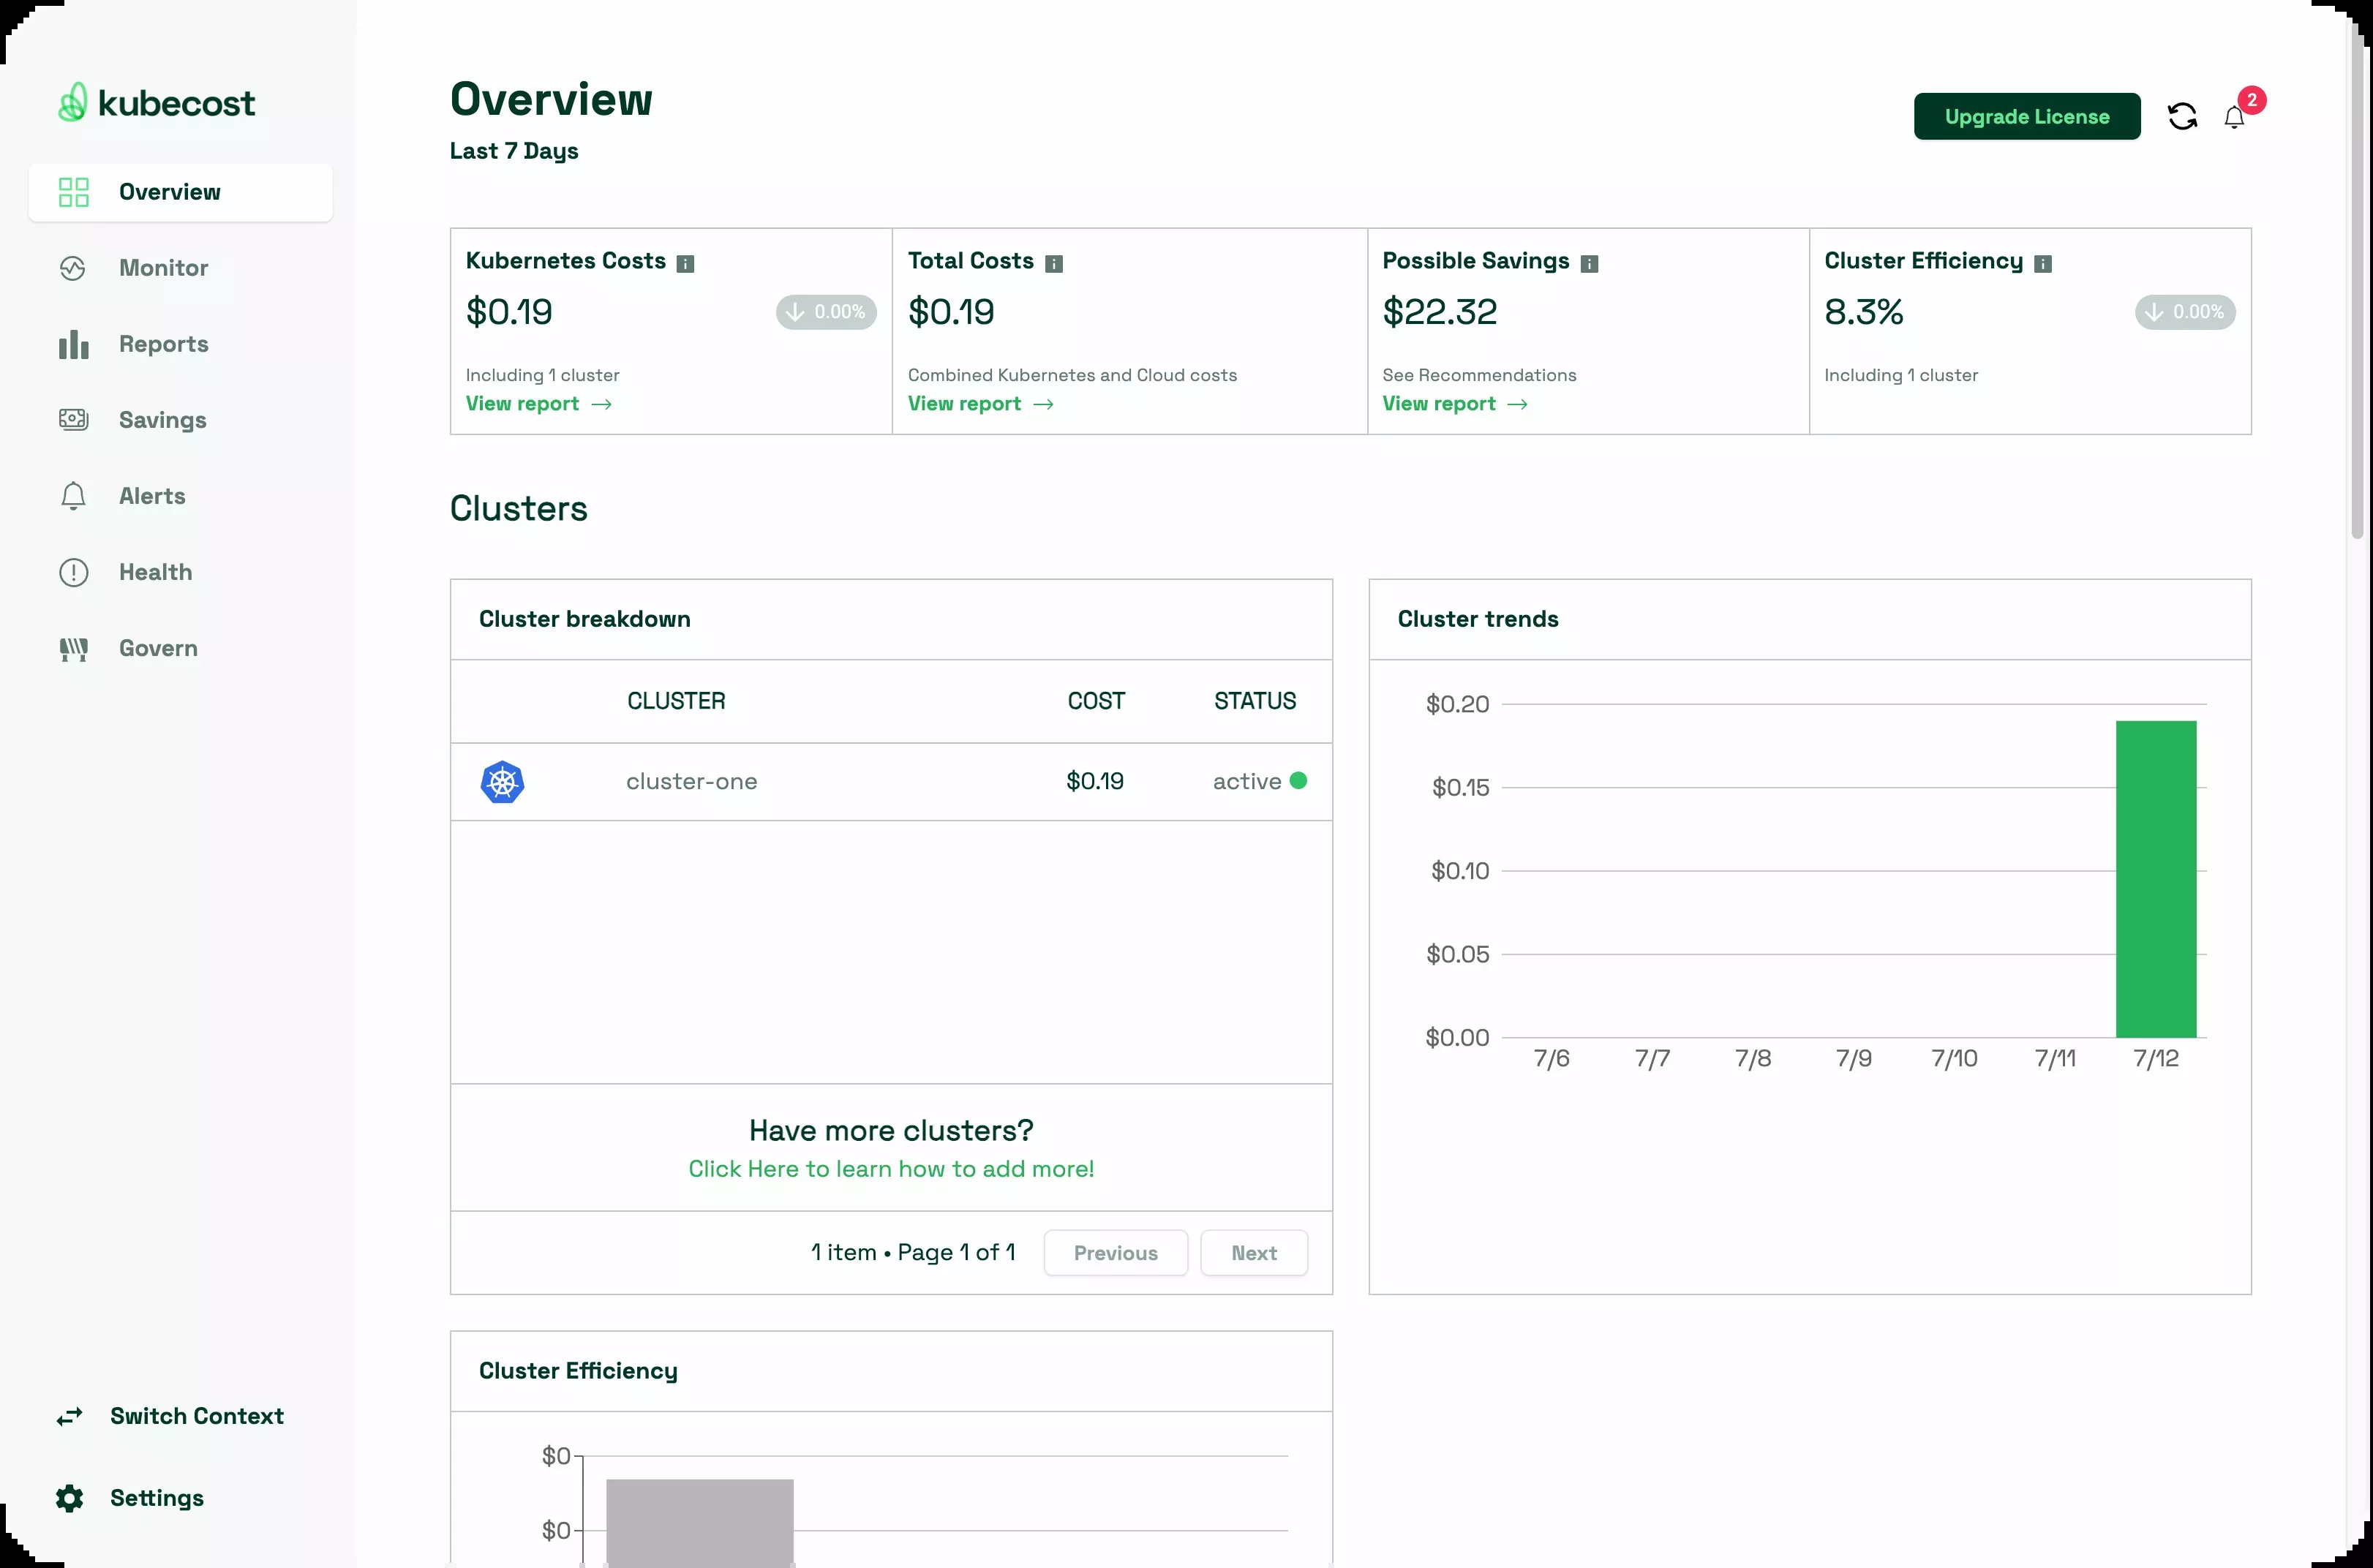 kubecost
Overview
Monitor
Reports
Savings
Alerts
Health
Govern
Switch Context
Settings
Overview
Last 7 Days
Upgrade License
2
Kubernetes Costs
$0.19
0.00%
Including 1 cluster
View report →
Total Costs
$0.19
Combined Kubernetes and Cloud costs
View report →
Possible Savings
$22.32
See Recommendations
View report →
Cluster Efficiency
8.3%
0.00%
Including 1 cluster
Clusters
Cluster breakdown
CLUSTER COST STATUS
cluster-one $0.19 active
Have more clusters?
Click Here to learn how to add more!
1 item • Page 1 of 1 Previous Next
Cluster trends
$0.20
$0.15
$0.10
$0.05
$0.00
7/6 7/7 7/8 7/9 7/10 7/11 7/12
Cluster Efficiency
$0
$0